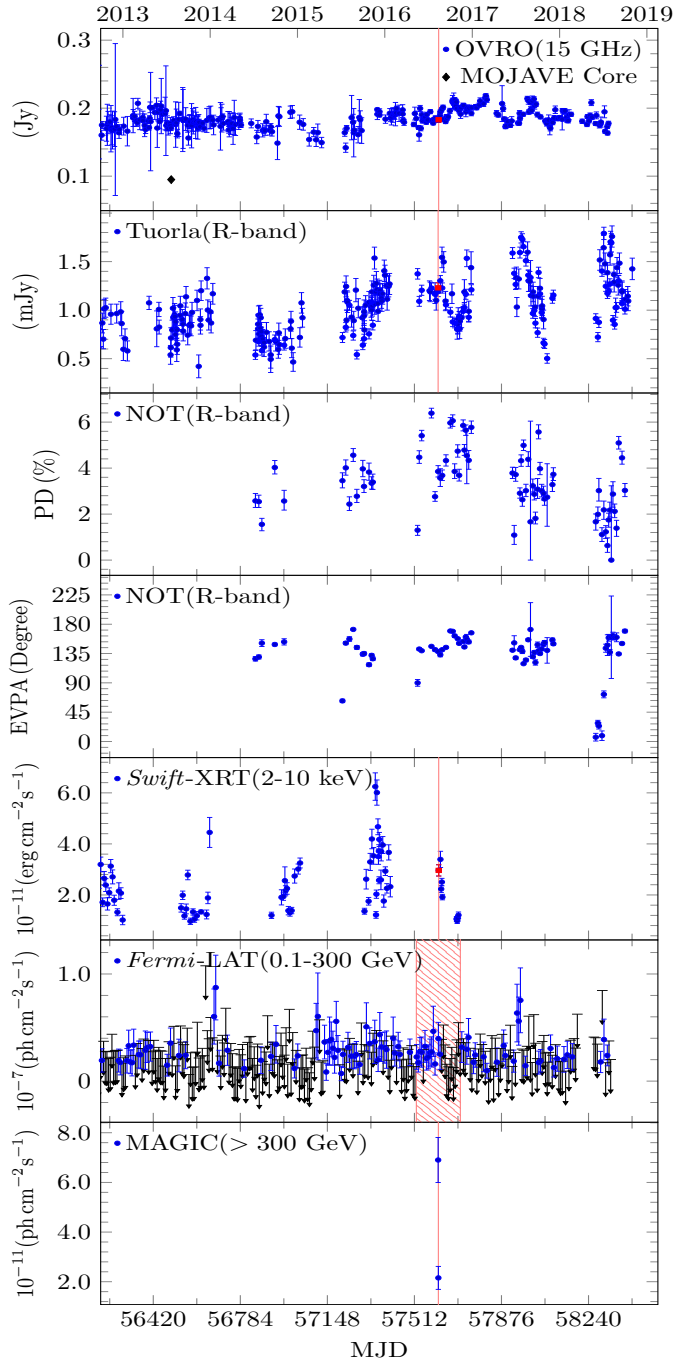 2013 2014 2015 2016 2017 2018 2019
0.3
0.2
0.1
(Jy)
OVRO(15 GHz)
MOJAVE Core
1.5
1.0
0.5
(mJy)
Tuorla(R-band)
6
4
2
0
PD(%)
NOT(R-band)
225
180
135
90
45
0
EVPA(Degree)
NOT(R-band)
6.0
4.0
2.0
10⁻¹¹(erg cm⁻²s⁻¹)
Swift-XRT(2-10 keV)
1.0
0
10⁻⁷(ph cm⁻²s⁻¹)
Fermi-LAT(0.1-300 GeV)
8.0
6.0
4.0
2.0
10⁻¹¹(ph cm⁻²s⁻¹)
MAGIC(> 300 GeV)
56420 56784 57148 57512 57876 58240
MJD